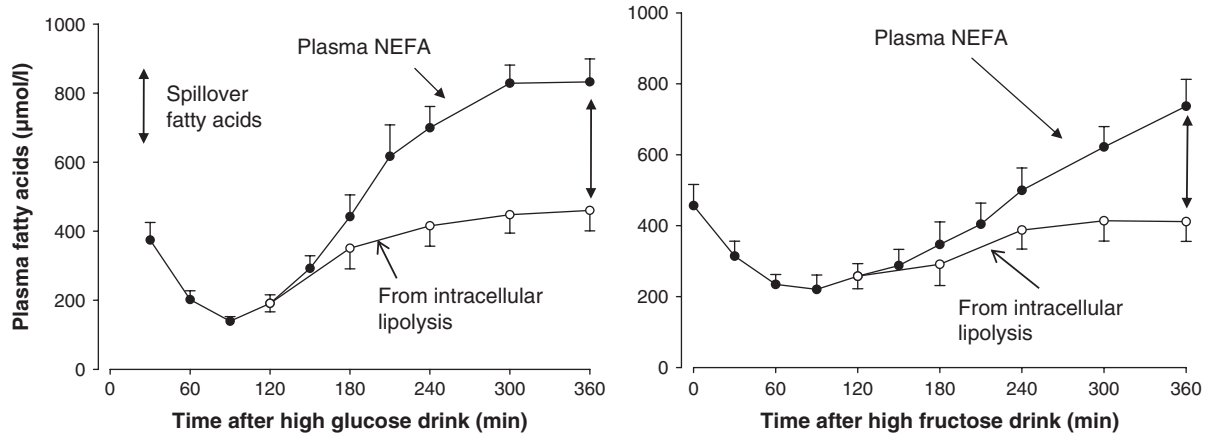 1000
800
600
400
200
0
Plasma fatty acids (µmol/l)
Spillover
fatty acids
Plasma NEFA
From intracellular
lipolysis
0 60 120 180 240 300 360
Time after high glucose drink (min)
1000
800
600
400
200
0
Plasma NEFA
From intracellular
lipolysis
0 60 120 180 240 300 360
Time after high fructose drink (min)